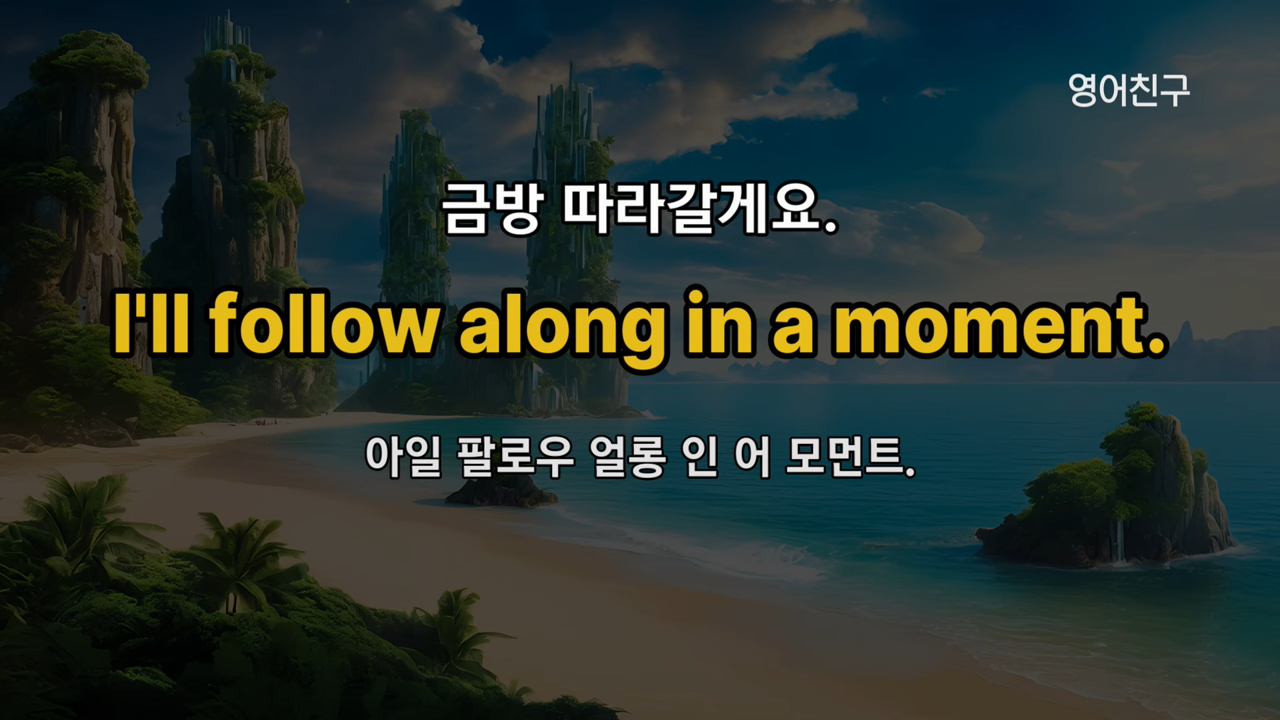 영어친구
금방 따라갈게요.
I'll follow along in a moment.
아일 팔로우 얼롱 인 어 모먼트.